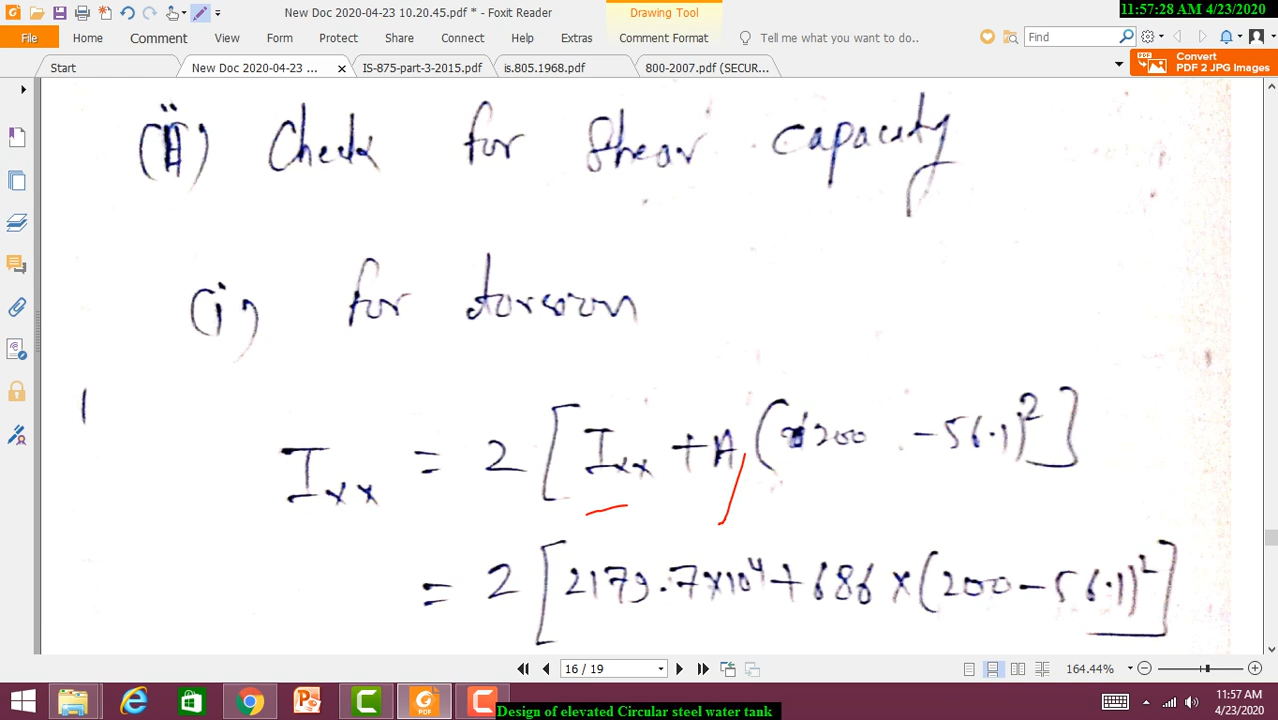 New Doc 2020-04-23 10.20.45.pdf * - Foxit Reader
Drawing Tool
11:57:28 AM 4/23/2020
File Home Comment View Form Protect Share Connect Help Extras Comment Format Tell me what you want to do.. Find
Convert
PDF 2 JPG Images
Start New Doc 2020-04-23 ... IS-875-part-3-2015.pdf is.805.1968.pdf 800-2007.pdf (SECUR...
(ii) Check for Shear capacity
(i) for torsion
Ixx = 2 [Ixx + A (200 - 56.1)²]
= 2 [2179.7×10⁴ + 686 × (200 - 56.1)²]
16 / 19 164.44%
PDF
11:57 AM
4/23/2020
Design of elevated Circular steel water tank